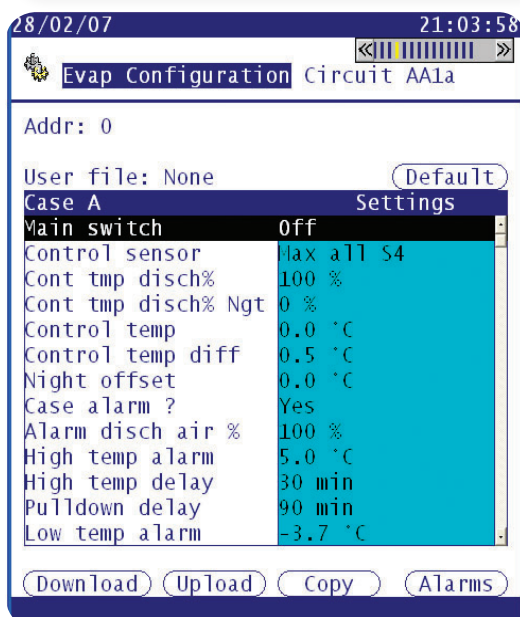 28/02/07 21:03:58
« »
Evap Configuration Circuit AA1a
Addr: 0
User file: None (Default)
Case A Settings
Main switch Off
Control sensor Max all S4
Cont tmp disch% 100 %
Cont tmp disch% Ngt 0 %
Control temp 0.0 °C
Control temp diff 0.5 °C
Night offset 0.0 °C
Case alarm ? Yes
Alarm disch air % 100 %
High temp alarm 5.0 °C
High temp delay 30 min
Pulldown delay 90 min
Low temp alarm -3.7 °C
(Download) (Upload) (Copy) (Alarms)